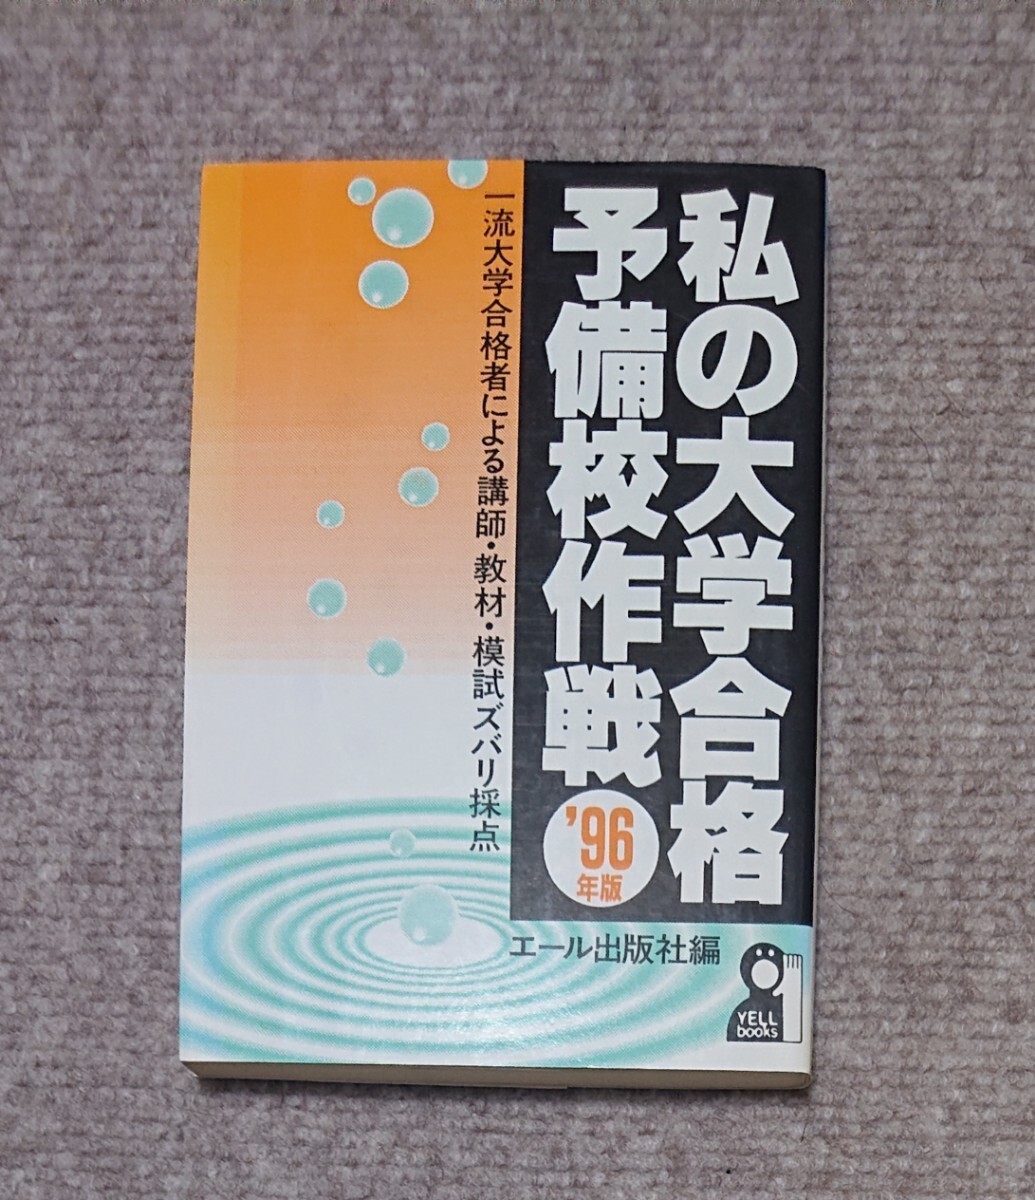 私の大学合格
予備校作戦
'96
年版
一流大学合格者による講師・教材・模試ズバリ採点
エール出版社編
YELL
books